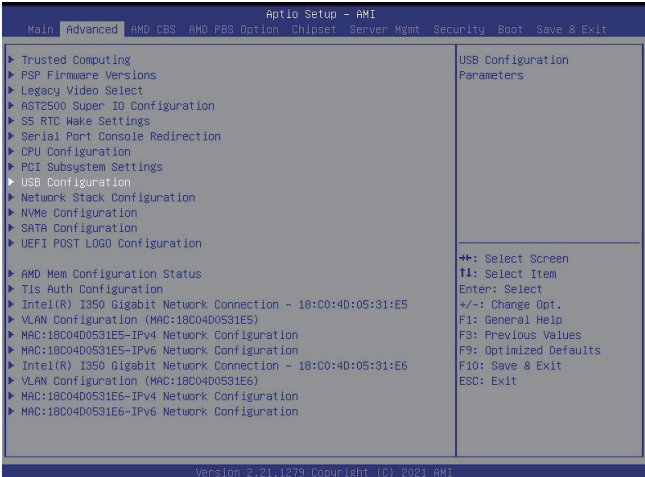 Aptio Setup – AMI
Main Advanced AMD CBS AMD PBS Option Chipset Server Mgmt Security Boot Save & Exit
▶ Trusted Computing
▶ PSP Firmware Versions
▶ Legacy Video Select
▶ AST2500 Super IO Configuration
▶ S5 RTC Wake Settings
▶ Serial Port Console Redirection
▶ CPU Configuration
▶ PCI Subsystem Settings
▶ USB Configuration
▶ Network Stack Configuration
▶ NVMe Configuration
▶ SATA Configuration
▶ UEFI POST LOGO Configuration
▶ AMD Mem Configuration Status
▶ Tls Auth Configuration
▶ Intel(R) I350 Gigabit Network Connection – 18:C0:4D:05:31:E5
▶ VLAN Configuration (MAC:18C04D0531E5)
▶ MAC:18C04D0531E5-IPv4 Network Configuration
▶ MAC:18C04D0531E5-IPv6 Network Configuration
▶ Intel(R) I350 Gigabit Network Connection – 18:C0:4D:05:31:E6
▶ VLAN Configuration (MAC:18C04D0531E6)
▶ MAC:18C04D0531E6-IPv4 Network Configuration
▶ MAC:18C04D0531E6-IPv6 Network Configuration
USB Configuration
Parameters
→←: Select Screen
↑↓: Select Item
Enter: Select
+/-: Change Opt.
F1: General Help
F3: Previous Values
F9: Optimized Defaults
F10: Save & Exit
ESC: Exit
Version 2.21.1279 Copyright (C) 2021 AMI